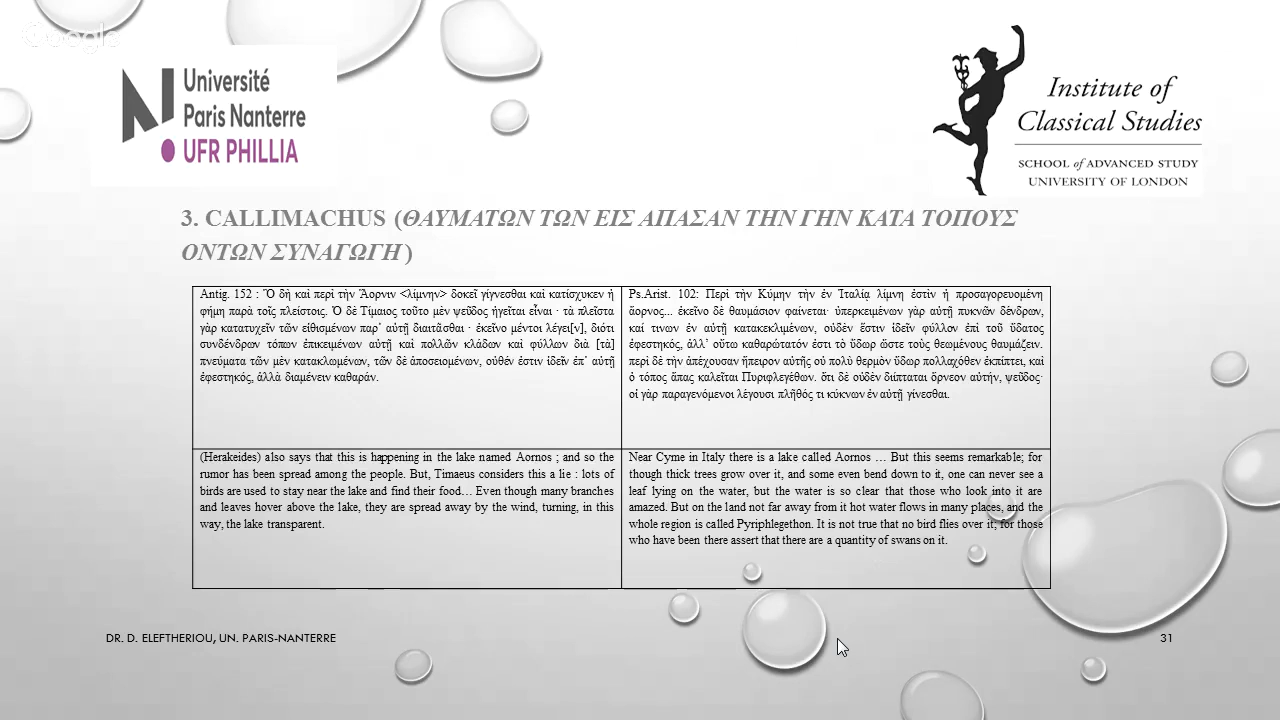 Google
Université
Paris Nanterre
UFR PHILLIA
Institute of
Classical Studies
SCHOOL of ADVANCED STUDY
UNIVERSITY OF LONDON
3. CALLIMACHUS (ΘΑΥΜΑΤΩΝ ΤΩΝ ΕΙΣ ΑΠΑΣΑΝ ΤΗΝ ΓΗΝ ΚΑΤΑ ΤΟΠΟΥΣ
ΟΝΤΩΝ ΣΥΝΑΓΩΓΗ )
Antig. 152 : Ὃ δὴ καὶ περὶ τὴν Ἄορνιν <λίμνην> δοκεῖ γίγνεσθαι καὶ κατίσχυκεν ἡ
φήμη παρὰ τοῖς πλείστοις. Ὁ δὲ Τίμαιος τοῦτο μὲν ψεῦδος ἡγεῖται εἶναι · τὰ πλεῖστα
γὰρ κατατυχεῖν τῶν εἰθισμένων παρ’ αὐτῇ διαιτᾶσθαι · ἐκεῖνο μέντοι λέγει[ν], διότι
συνδένδρων τόπων ἐπικειμένων αὐτῇ καὶ πολλῶν κλάδων καὶ φύλλων διὰ [τὰ]
πνεύματα τῶν μὲν κατακλωμένων, τῶν δὲ ἀποσειομένων, οὐθέν ἐστιν ἰδεῖν ἐπ’ αὐτῇ
ἐφεστηκός, ἀλλὰ διαμένειν καθαράν.
Ps.Arist. 102: Περὶ τὴν Κύμην τὴν ἐν Ἰταλίᾳ λίμνη ἐστὶν ἡ προσαγορευομένη
ἄορνος... ἐκεῖνο δὲ θαυμάσιον φαίνεται· ὑπερκειμένων γὰρ αὐτῇ πυκνῶν δένδρων,
καί τινων ἐν αὐτῇ κατακεκλιμένων, οὐδέν ἔστιν ἰδεῖν φύλλον ἐπὶ τοῦ ὕδατος
ἐφεστηκός, ἀλλ’ οὕτω καθαρώτατόν ἐστι τὸ ὕδωρ ὥστε τοὺς θεωμένους θαυμάζειν.
περὶ δὲ τὴν ἀπέχουσαν ἤπειρον αὐτῆς οὐ πολὺ θερμὸν ὕδωρ πολλαχόθεν ἐκπίπτει, καὶ
ὁ τόπος ἅπας καλεῖται Πυριφλεγέθων. ὅτι δὲ οὐδὲν διίπταται ὄρνεον αὐτήν, ψεῦδος·
οἱ γὰρ παραγενόμενοι λέγουσι πλῆθός τι κύκνων ἐν αὐτῇ γίνεσθαι.
(Herakeides) also says that this is happening in the lake named Aornos ; and so the
rumor has been spread among the people. But, Timaeus considers this a lie : lots of
birds are used to stay near the lake and find their food… Even though many branches
and leaves hover above the lake, they are spread away by the wind, turning, in this
way, the lake transparent.
Near Cyme in Italy there is a lake called Aornos … But this seems remarkable; for
though thick trees grow over it, and some even bend down to it, one can never see a
leaf lying on the water, but the water is so clear that those who look into it are
amazed. But on the land not far away from it hot water flows in many places, and the
whole region is called Pyriphlegethon. It is not true that no bird flies over it; for those
who have been there assert that there are a quantity of swans on it.
DR. D. ELEFTHERIOU, UN. PARIS-NANTERRE
31